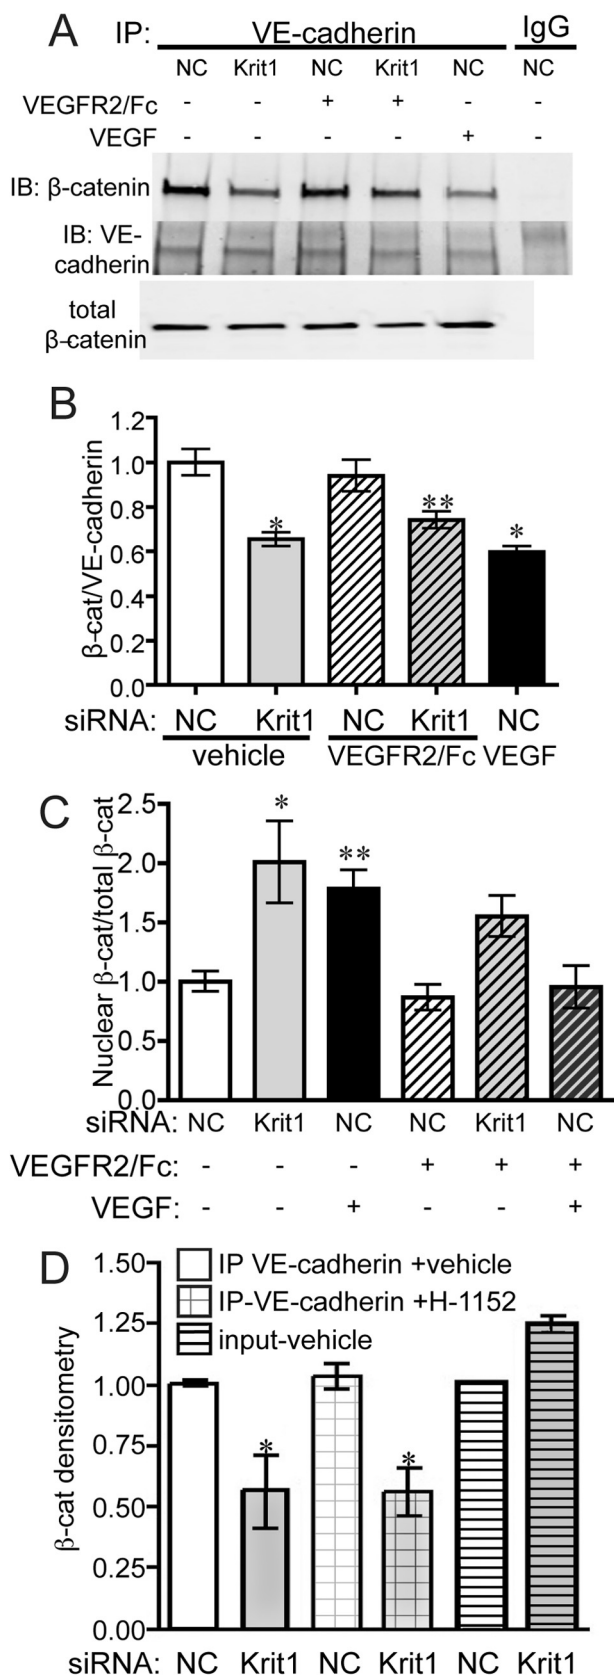 A IP: VE-cadherin IgG
NC Krit1 NC Krit1 NC NC
VEGFR2/Fc - - + + - -
VEGF - - - - + -
IB: β-catenin
IB: VE-
cadherin
total
β-catenin
B
β-cat/VE-cadherin
1.2
1.0
0.8
0.6
0.4
0.2
0.0
* ** *
siRNA: NC Krit1 NC Krit1 NC
vehicle VEGFR2/Fc VEGF
C
Nuclear β-cat/total β-cat
2.5
2.0
1.5
1.0
0.5
0.0
* **
siRNA: NC Krit1 NC NC Krit1 NC
VEGFR2/Fc: - - - + + +
VEGF: - - + - - +
D
β-cat densitometry
1.50
1.25
1.00
0.75
0.50
0.25
0.00
IP VE-cadherin +vehicle
IP-VE-cadherin +H-1152
input-vehicle
* *
siRNA: NC Krit1 NC Krit1 NC Krit1